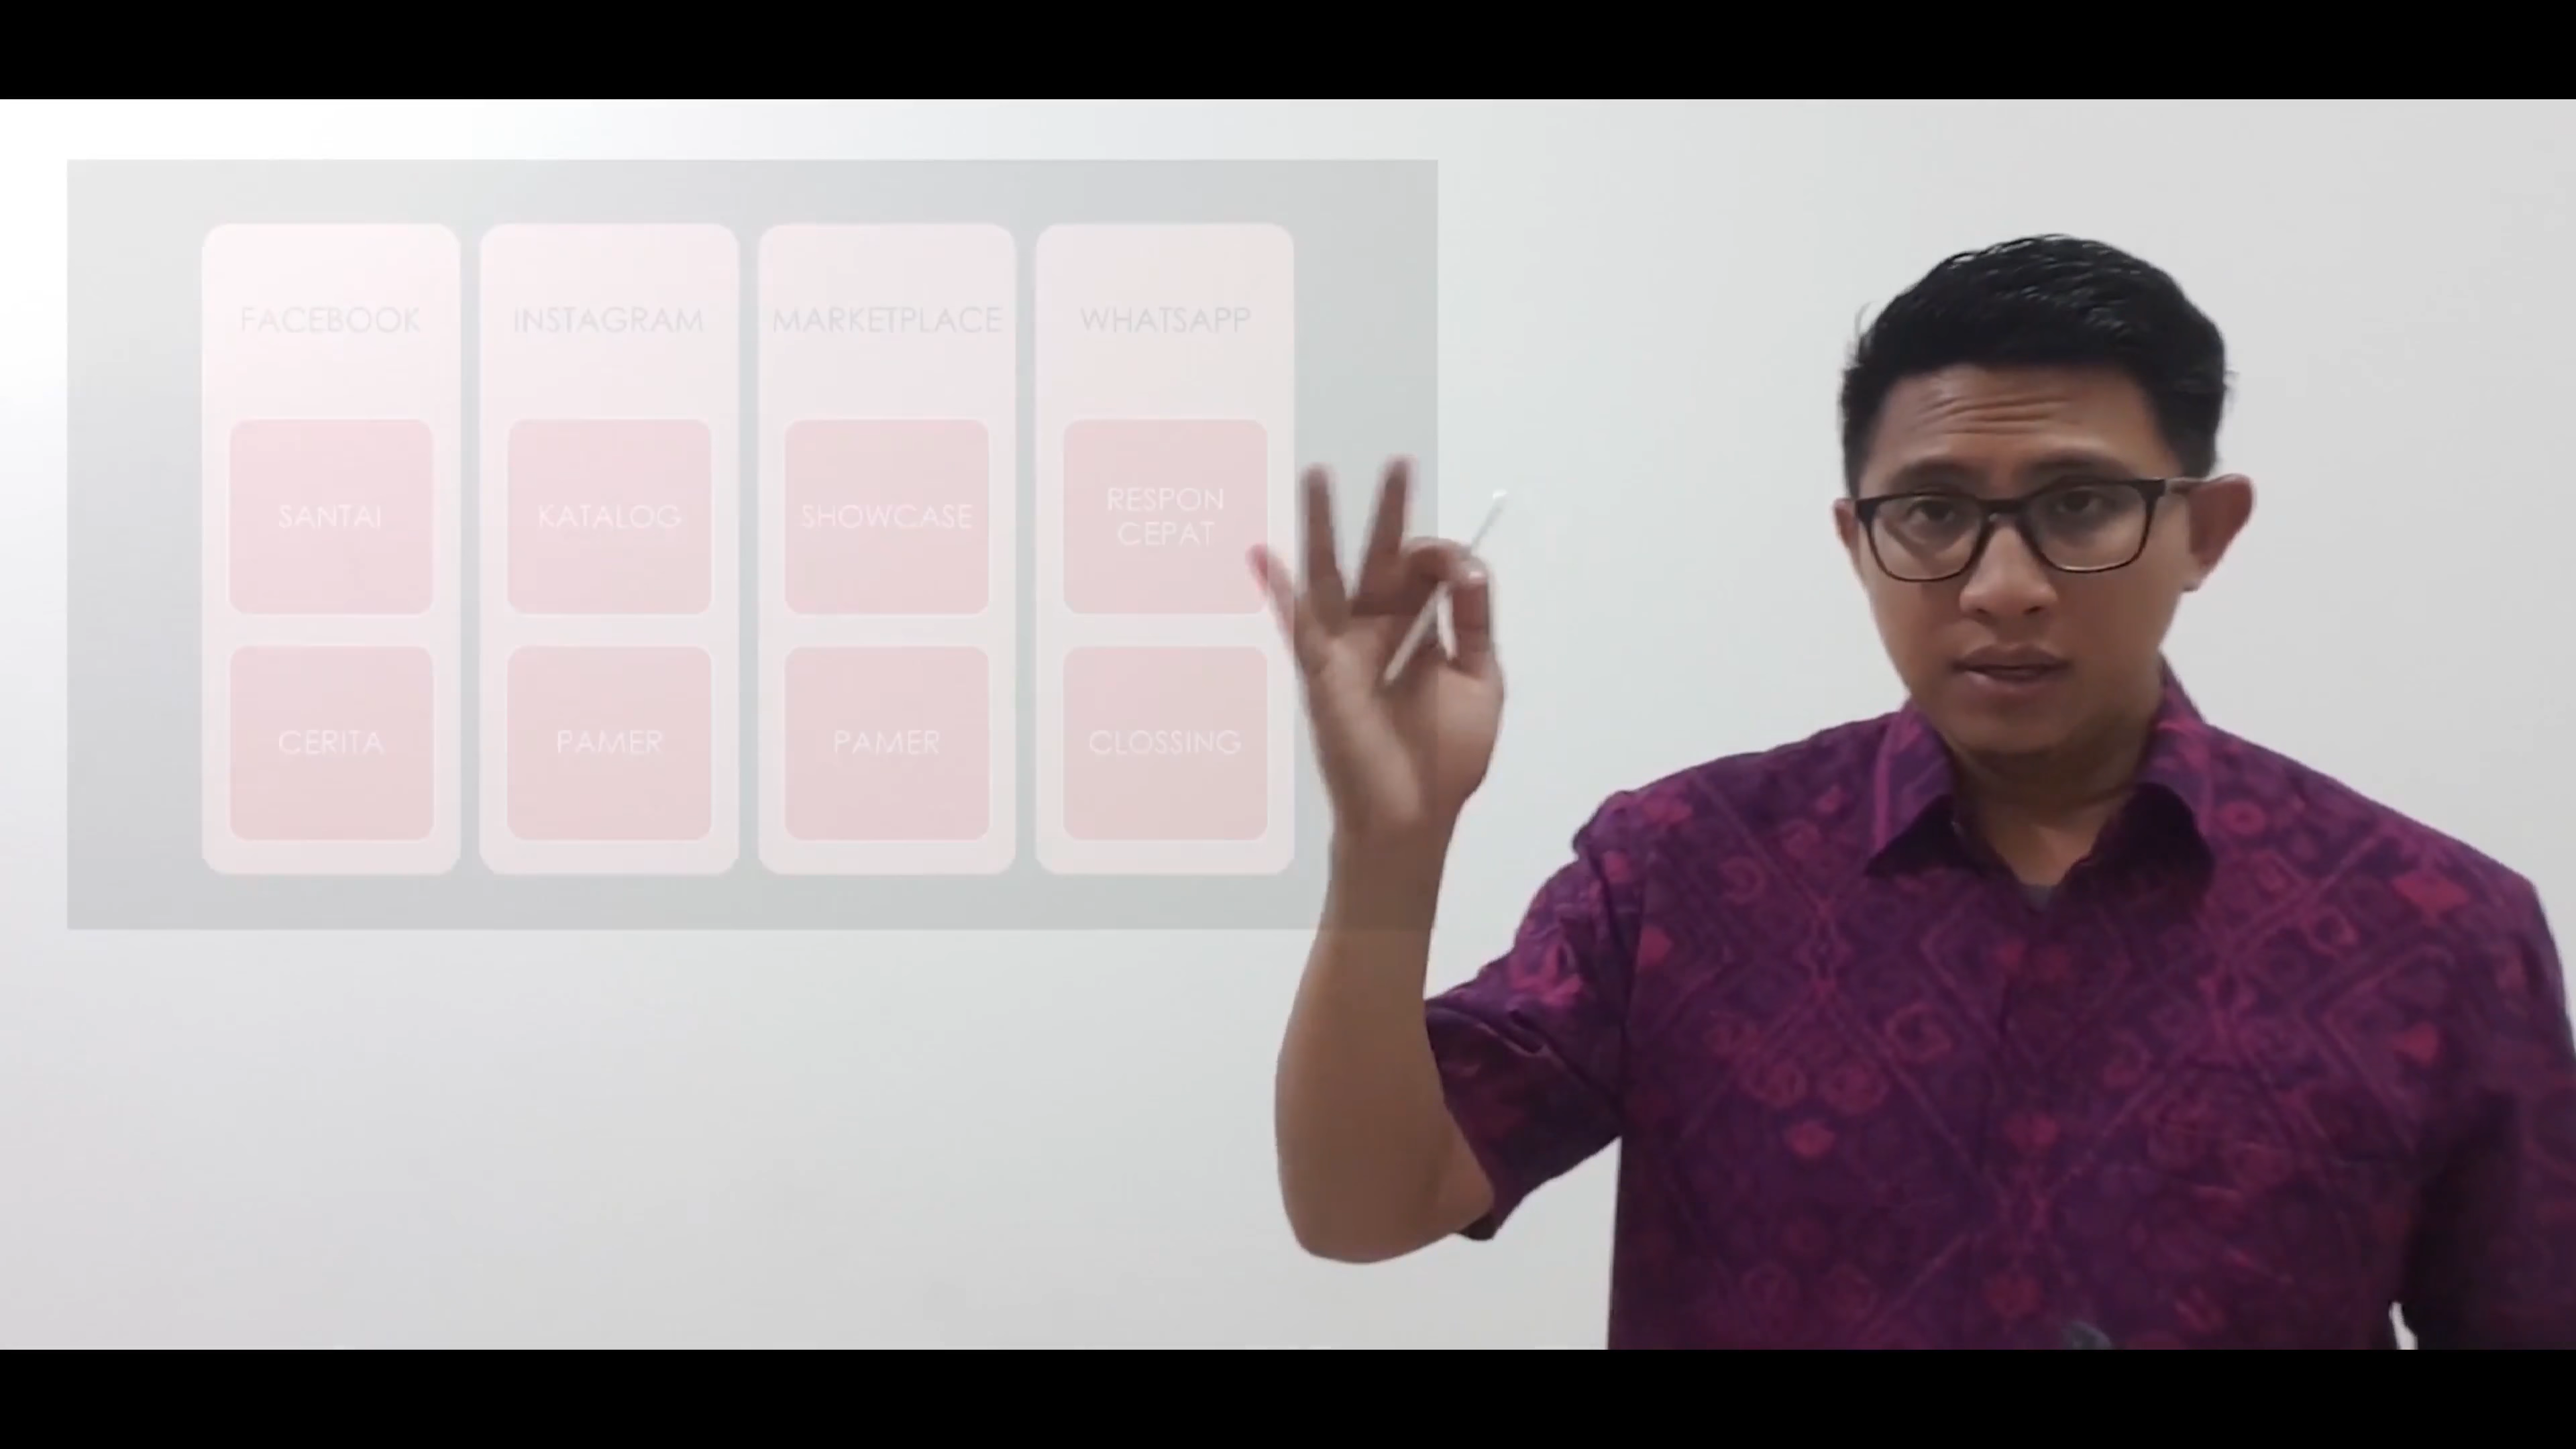 FACEBOOK
INSTAGRAM
MARKETPLACE
WHATSAPP
SANTAI
KATALOG
SHOWCASE
RESPON
CEPAT
CERITA
PAMER
PAMER
CLOSSING